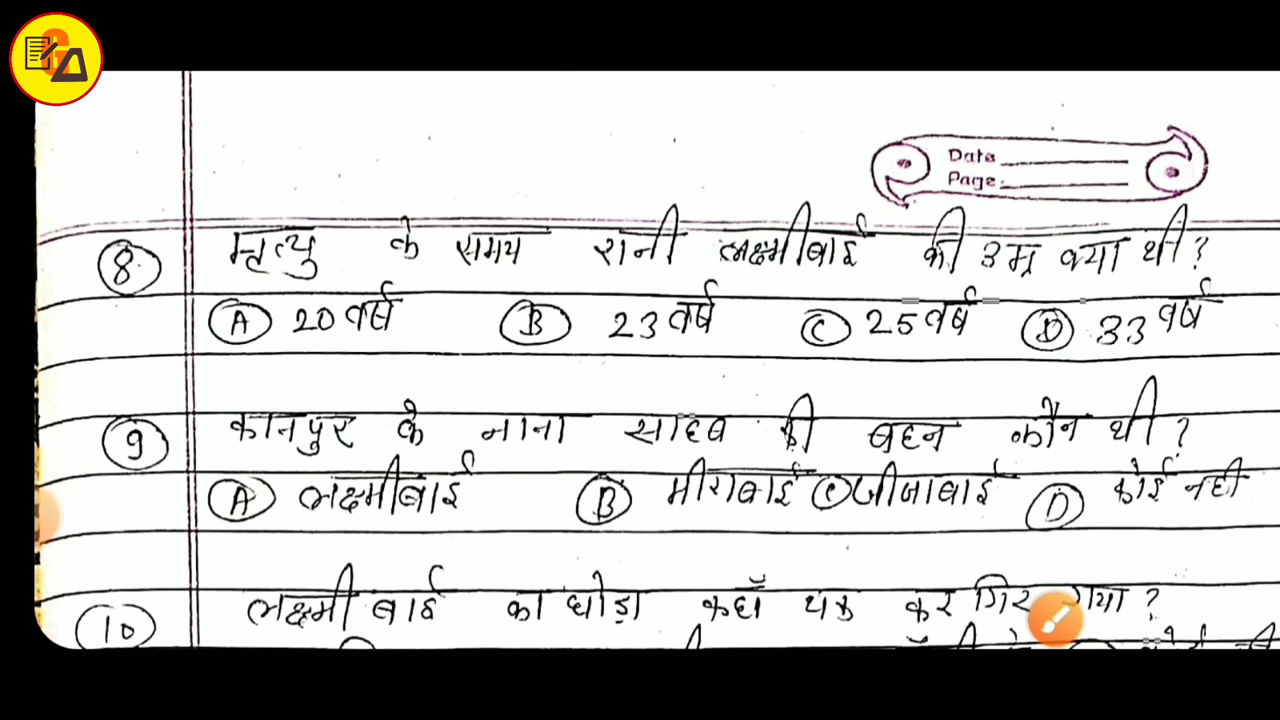 Data
Page
8 मृत्यु के समय रानी लक्ष्मीबाई की उम्र क्या थी?
A 20 वर्ष B 23 वर्ष C 25 वर्ष D 33 वर्ष
9 कानपुर के नाना साहब की बहन कौन थी?
A लक्ष्मीबाई B मीराबाई C जीजाबाई D कोई नही
10 लक्ष्मी बाई का घोड़ा कहाँ थक कर गिर गया?